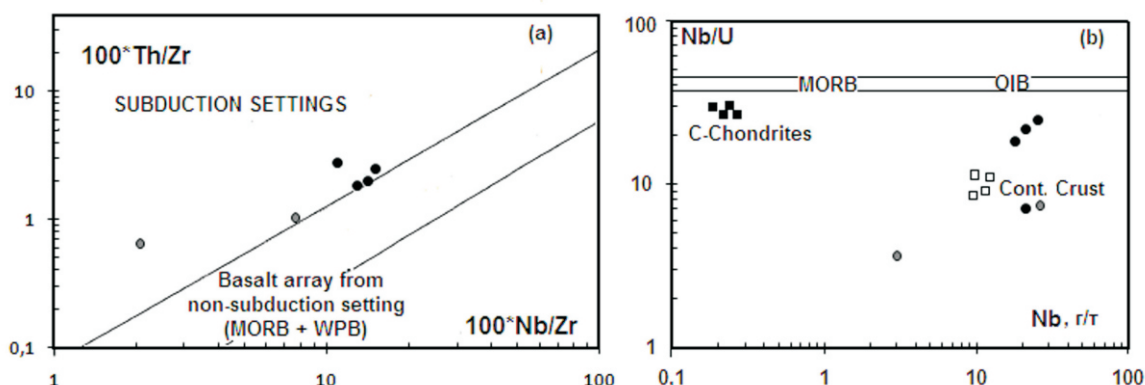 (a)
100*Th/Zr
10
SUBDUCTION SETTINGS
1
Basalt array from
non-subduction setting
(MORB + WPB)
100*Nb/Zr
0,1
1
10
100
100
Nb/U
(b)
MORB
OIB
C-Chondrites
10
Cont. Crust
Nb, г/т
1
0.1
1
10
100